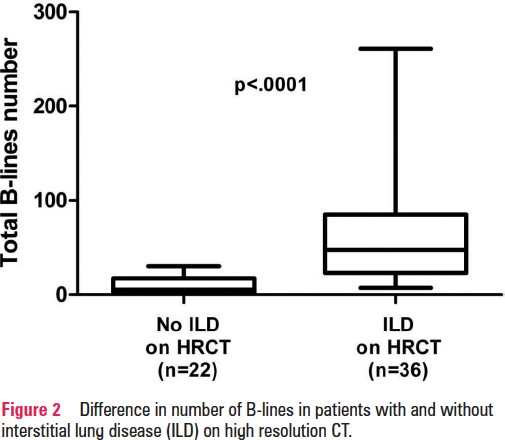 Total B-lines number
300
200
100
0
p<.0001
No ILD
on HRCT
(n=22)
ILD
on HRCT
(n=36)
Figure 2 Difference in number of B-lines in patients with and without
interstitial lung disease (ILD) on high resolution CT.